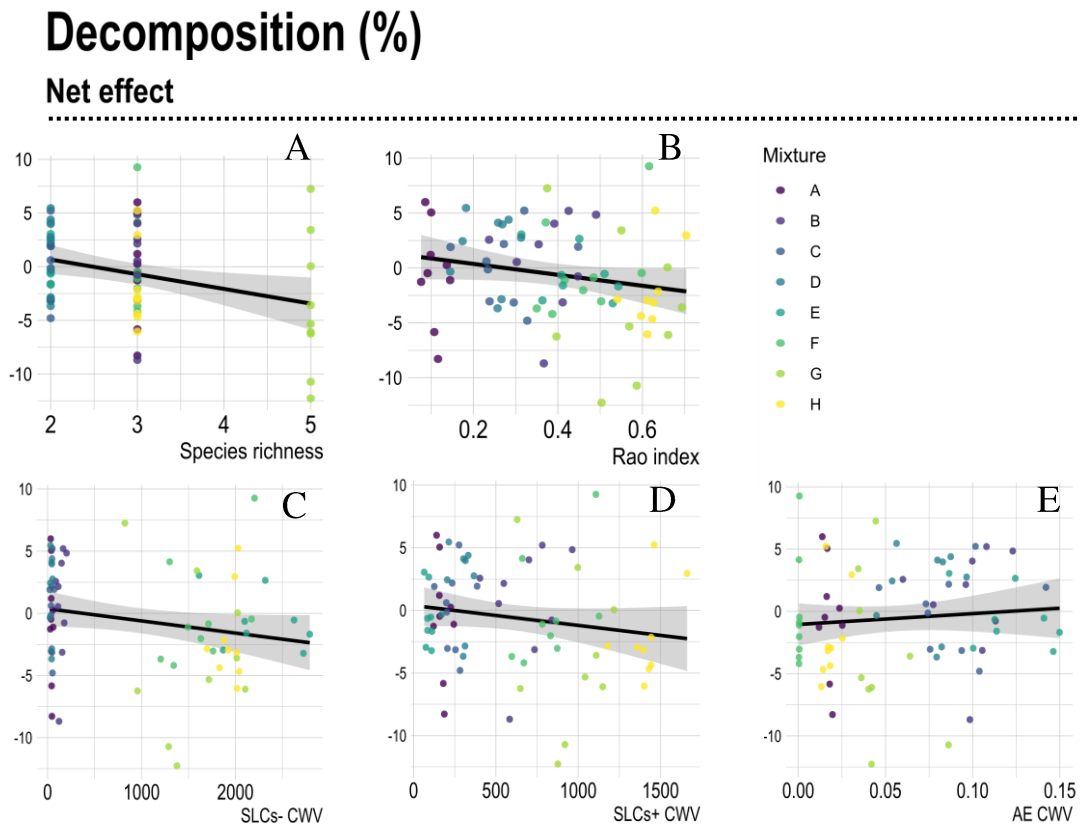 Decomposition (%)
Net effect
A
10
5
0
-5
-10
2
3
4
5
Species richness
B
10
5
0
-5
-10
0.2
0.4
0.6
Rao index
Mixture
A
B
C
D
E
F
G
H
C
10
5
0
-5
-10
0
1000
2000
SLCs- CWV
D
10
5
0
-5
-10
0
500
1000
1500
SLCs+ CWV
E
10
5
0
-5
-10
0.00
0.05
0.10
0.15
AE CWV